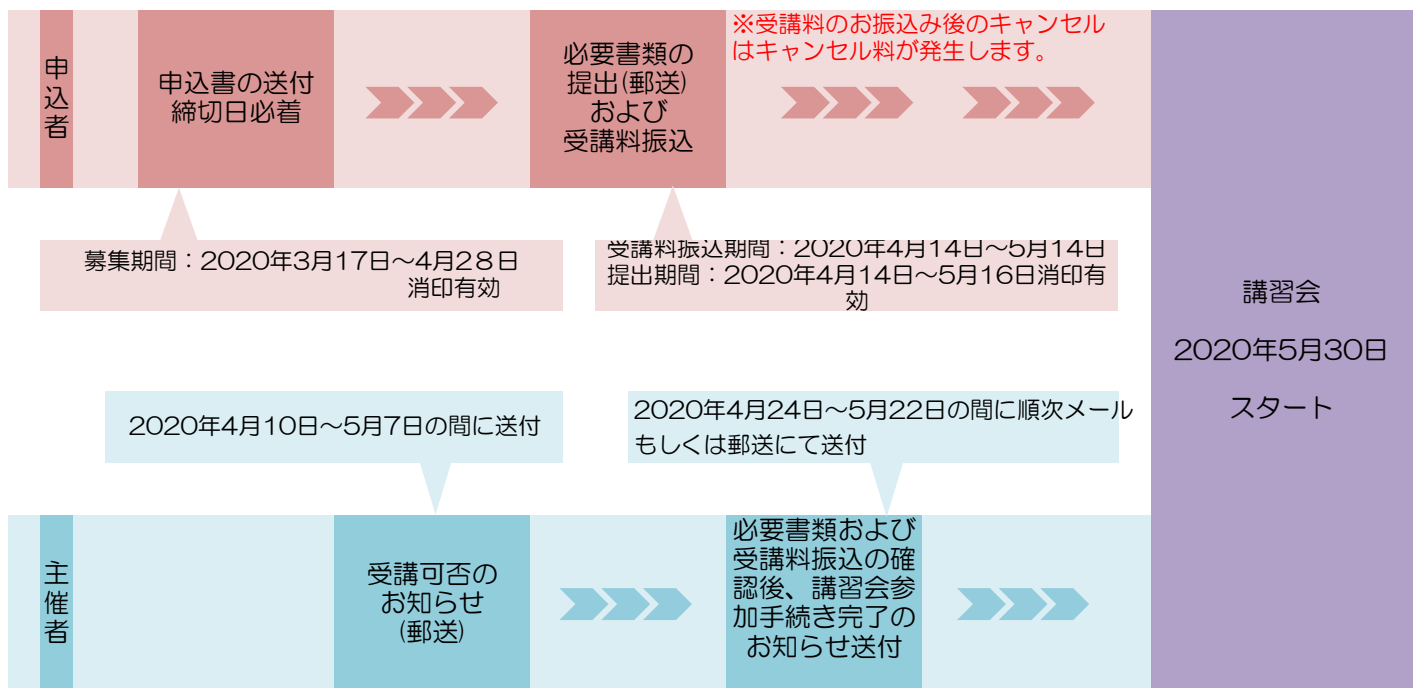 申込者
申込書の送付
締切日必着
必要書類の
提出(郵送)
および
受講料振込
※受講料のお振込み後のキャンセル
はキャンセル料が発生します。
募集期間：2020年3月17日～4月２８日
消印有効
受講料振込期間：2020年4月14日～5月14日
提出期間：2020年4月14日～5月16日消印有
効
講習会
2020年5月30日
スタート
2020年4月10日～5月7日の間に送付
2020年4月24日～5月22日の間に順次メール
もしくは郵送にて送付
主催者
受講可否の
お知らせ
(郵送)
必要書類および
受講料振込の確
認後、講習会参
加手続き完了の
お知らせ送付